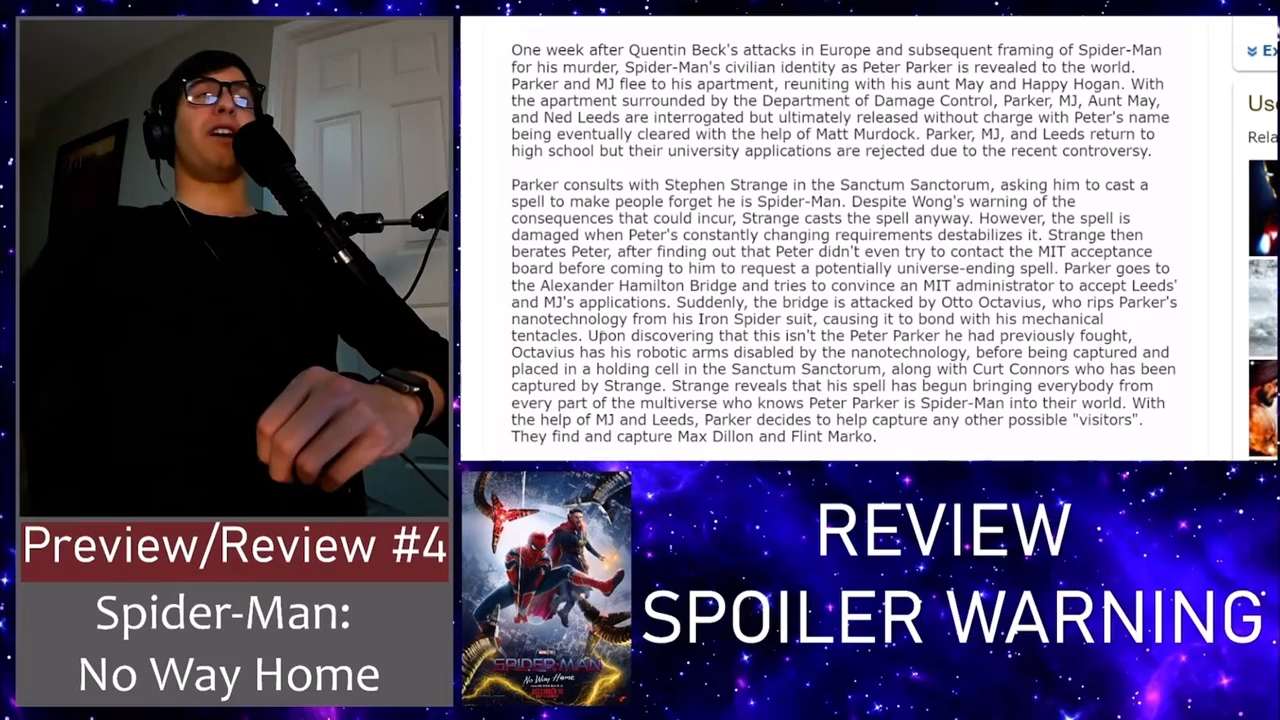 One week after Quentin Beck's attacks in Europe and subsequent framing of Spider-Man
for his murder, Spider-Man's civilian identity as Peter Parker is revealed to the world.
Parker and MJ flee to his apartment, reuniting with his aunt May and Happy Hogan. With
the apartment surrounded by the Department of Damage Control, Parker, MJ, Aunt May,
and Ned Leeds are interrogated but ultimately released without charge with Peter's name
being eventually cleared with the help of Matt Murdock. Parker, MJ, and Leeds return to
high school but their university applications are rejected due to the recent controversy.
Parker consults with Stephen Strange in the Sanctum Sanctorum, asking him to cast a
spell to make people forget he is Spider-Man. Despite Wong's warning of the
consequences that could incur, Strange casts the spell anyway. However, the spell is
damaged when Peter's constantly changing requirements destabilizes it. Strange then
berates Peter, after finding out that Peter didn't even try to contact the MIT acceptance
board before coming to him to request a potentially universe-ending spell. Parker goes to
the Alexander Hamilton Bridge and tries to convince an MIT administrator to accept Leeds'
and MJ's applications. Suddenly, the bridge is attacked by Otto Octavius, who rips Parker's
nanotechnology from his Iron Spider suit, causing it to bond with his mechanical
tentacles. Upon discovering that this isn't the Peter Parker he had previously fought,
Octavius has his robotic arms disabled by the nanotechnology, before being captured and
placed in a holding cell in the Sanctum Sanctorum, along with Curt Connors who has been
captured by Strange. Strange reveals that his spell has begun bringing everybody from
every part of the multiverse who knows Peter Parker is Spider-Man into their world. With
the help of MJ and Leeds, Parker decides to help capture any other possible "visitors".
They find and capture Max Dillon and Flint Marko.
Ex
Us
Rela
Preview/Review #4
Spider-Man:
No Way Home
SPIDER-MAN
No Way Home
REVIEW
SPOILER WARNING